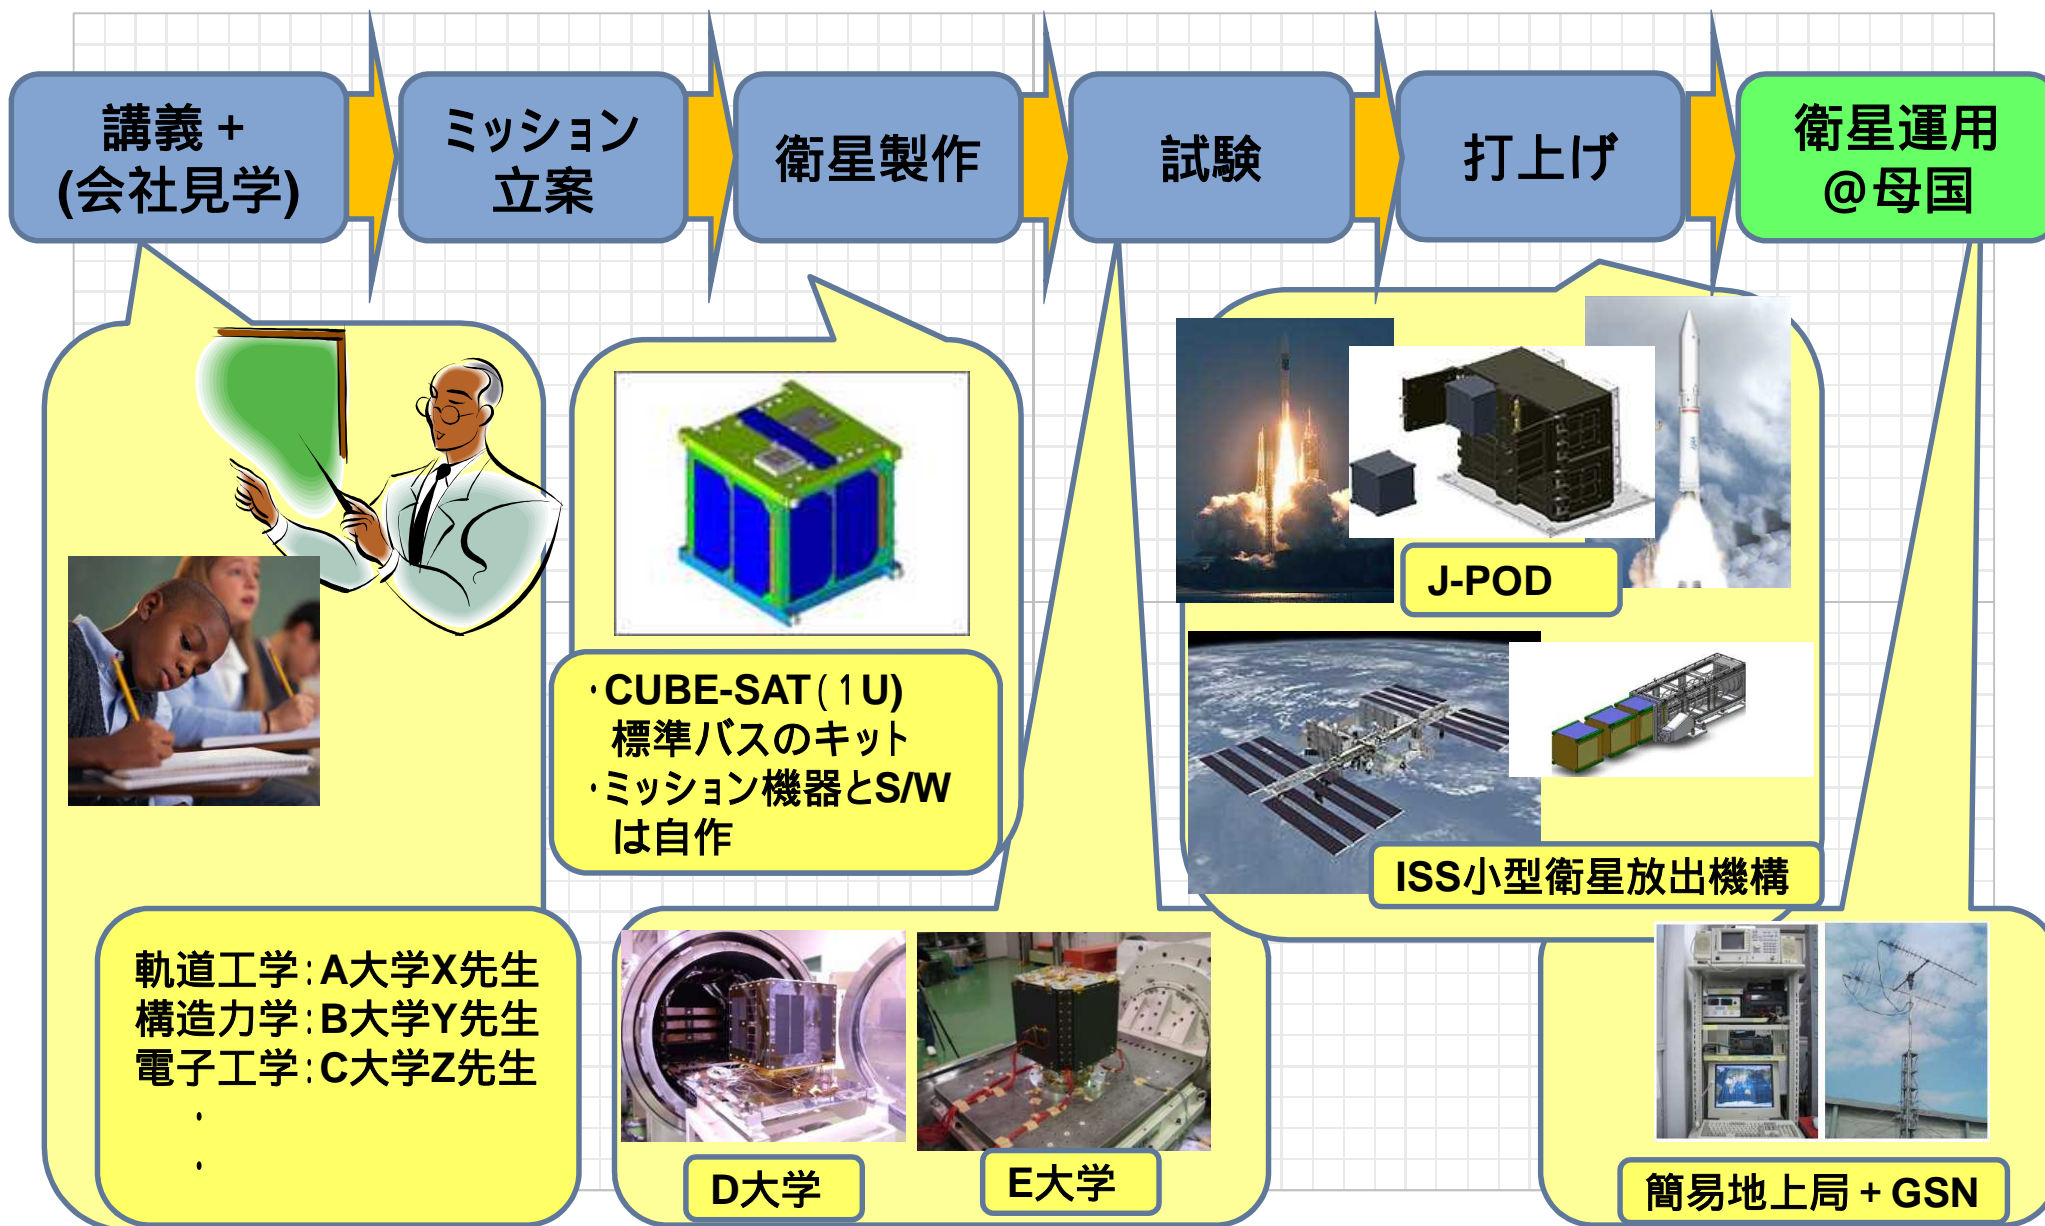 講義 +
(会社見学)
ミッション
立案
衛星製作
試験
打上げ
衛星運用
@母国
・CUBE-SAT(1U)
標準バスのキット
・ミッション機器とS/W
は自作
J-POD
ISS小型衛星放出機構
軌道工学:A大学X先生
構造力学:B大学Y先生
電子工学:C大学Z先生
・
・
D大学
E大学
簡易地上局 + GSN